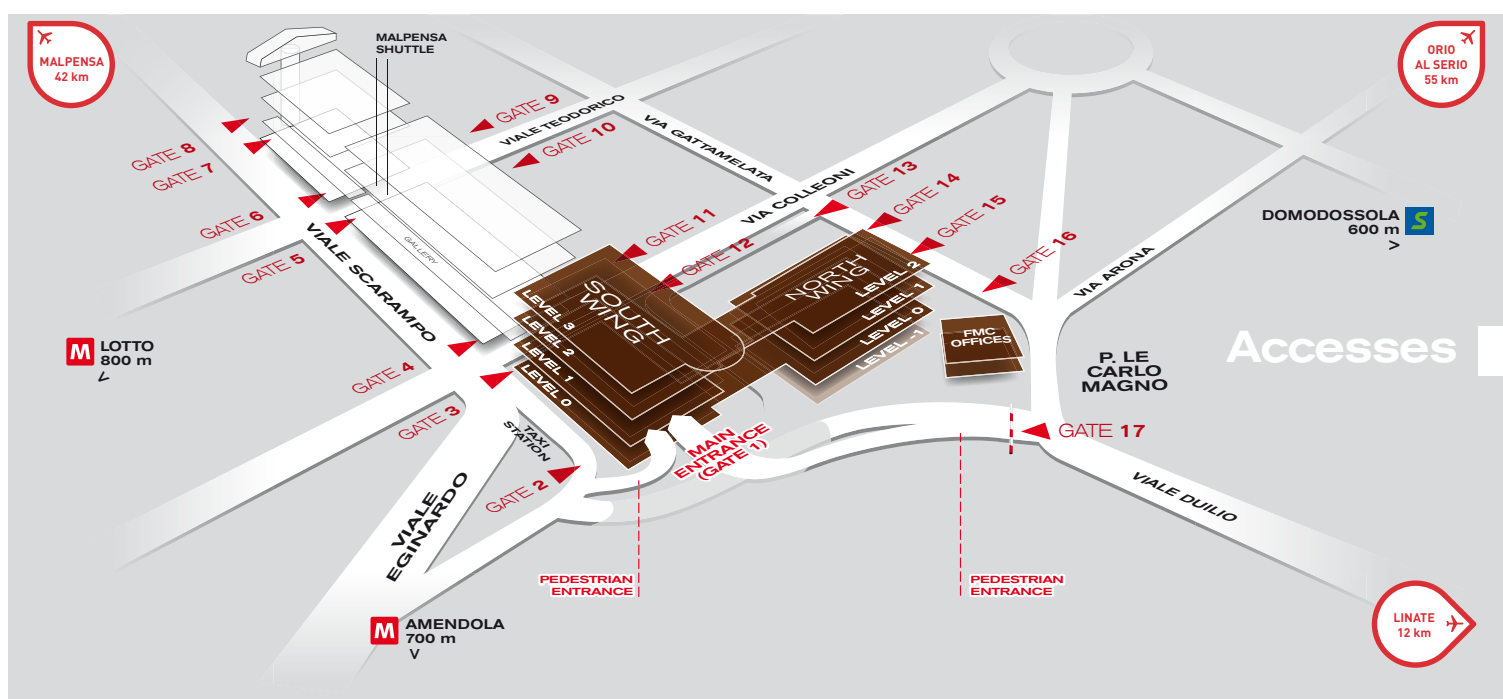 MALPENSA
42 km
MALPENSA
SHUTTLE
ORIO
AL SERIO
55 km
GATE 9
VIALE TEODORICO
GATE 10
VIA GATTAMELATA
GATE 8
GATE 7
GATE 6
GATE 5
VIALE SCARAMPO
GALLERY
GATE 11
GATE 12
VIA COLLEONI
GATE 13
GATE 14
GATE 15
GATE 16
VIA ARONA
DOMODOSSOLA
600 m
>
S
SOUTH
WING
LEVEL 3
LEVEL 2
LEVEL 1
LEVEL 0
NORTH
WING
LEVEL 2
LEVEL 1
LEVEL 0
LEVEL -1
FMC
OFFICES
P. LE
CARLO
MAGNO
Accesses
M
LOTTO
800 m
<
GATE 4
GATE 3
TAXI
STATION
GATE 2
MAIN
ENTRANCE
(GATE 1)
GATE 17
VIALE DUILIO
VIALE
EGINARDO
PEDESTRIAN
ENTRANCE
PEDESTRIAN
ENTRANCE
M
AMENDOLA
700 m
V
LINATE
12 km